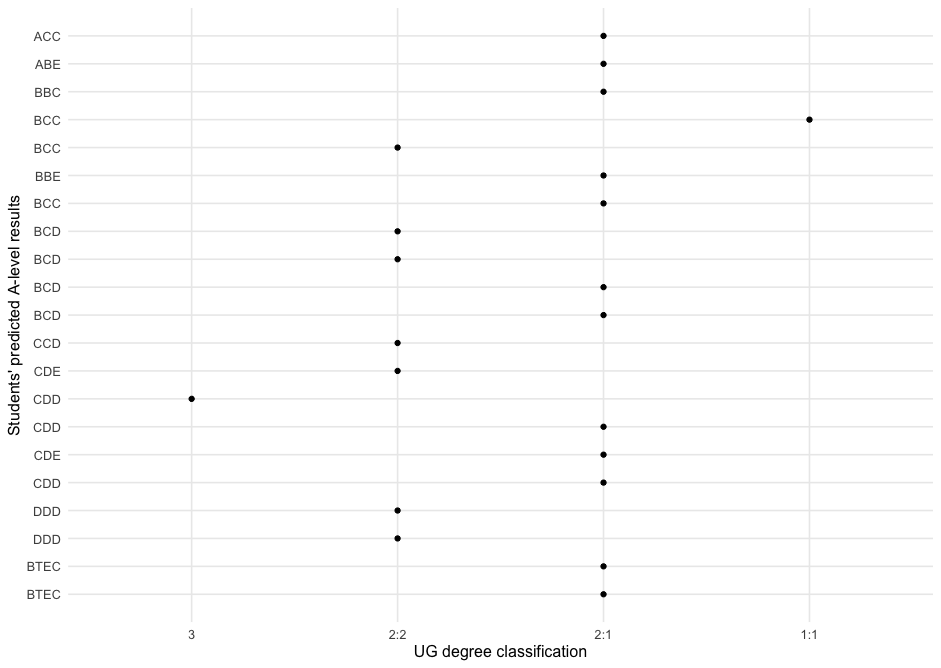 ACC
ABE
BBC
BCC
BCC
BBE
BCC
BCD
BCD
BCD
BCD
CCD
CDE
CDD
CDD
CDE
CDD
DDD
DDD
BTEC
BTEC
Students' predicted A-level results
3 2:2 2:1 1:1
UG degree classification